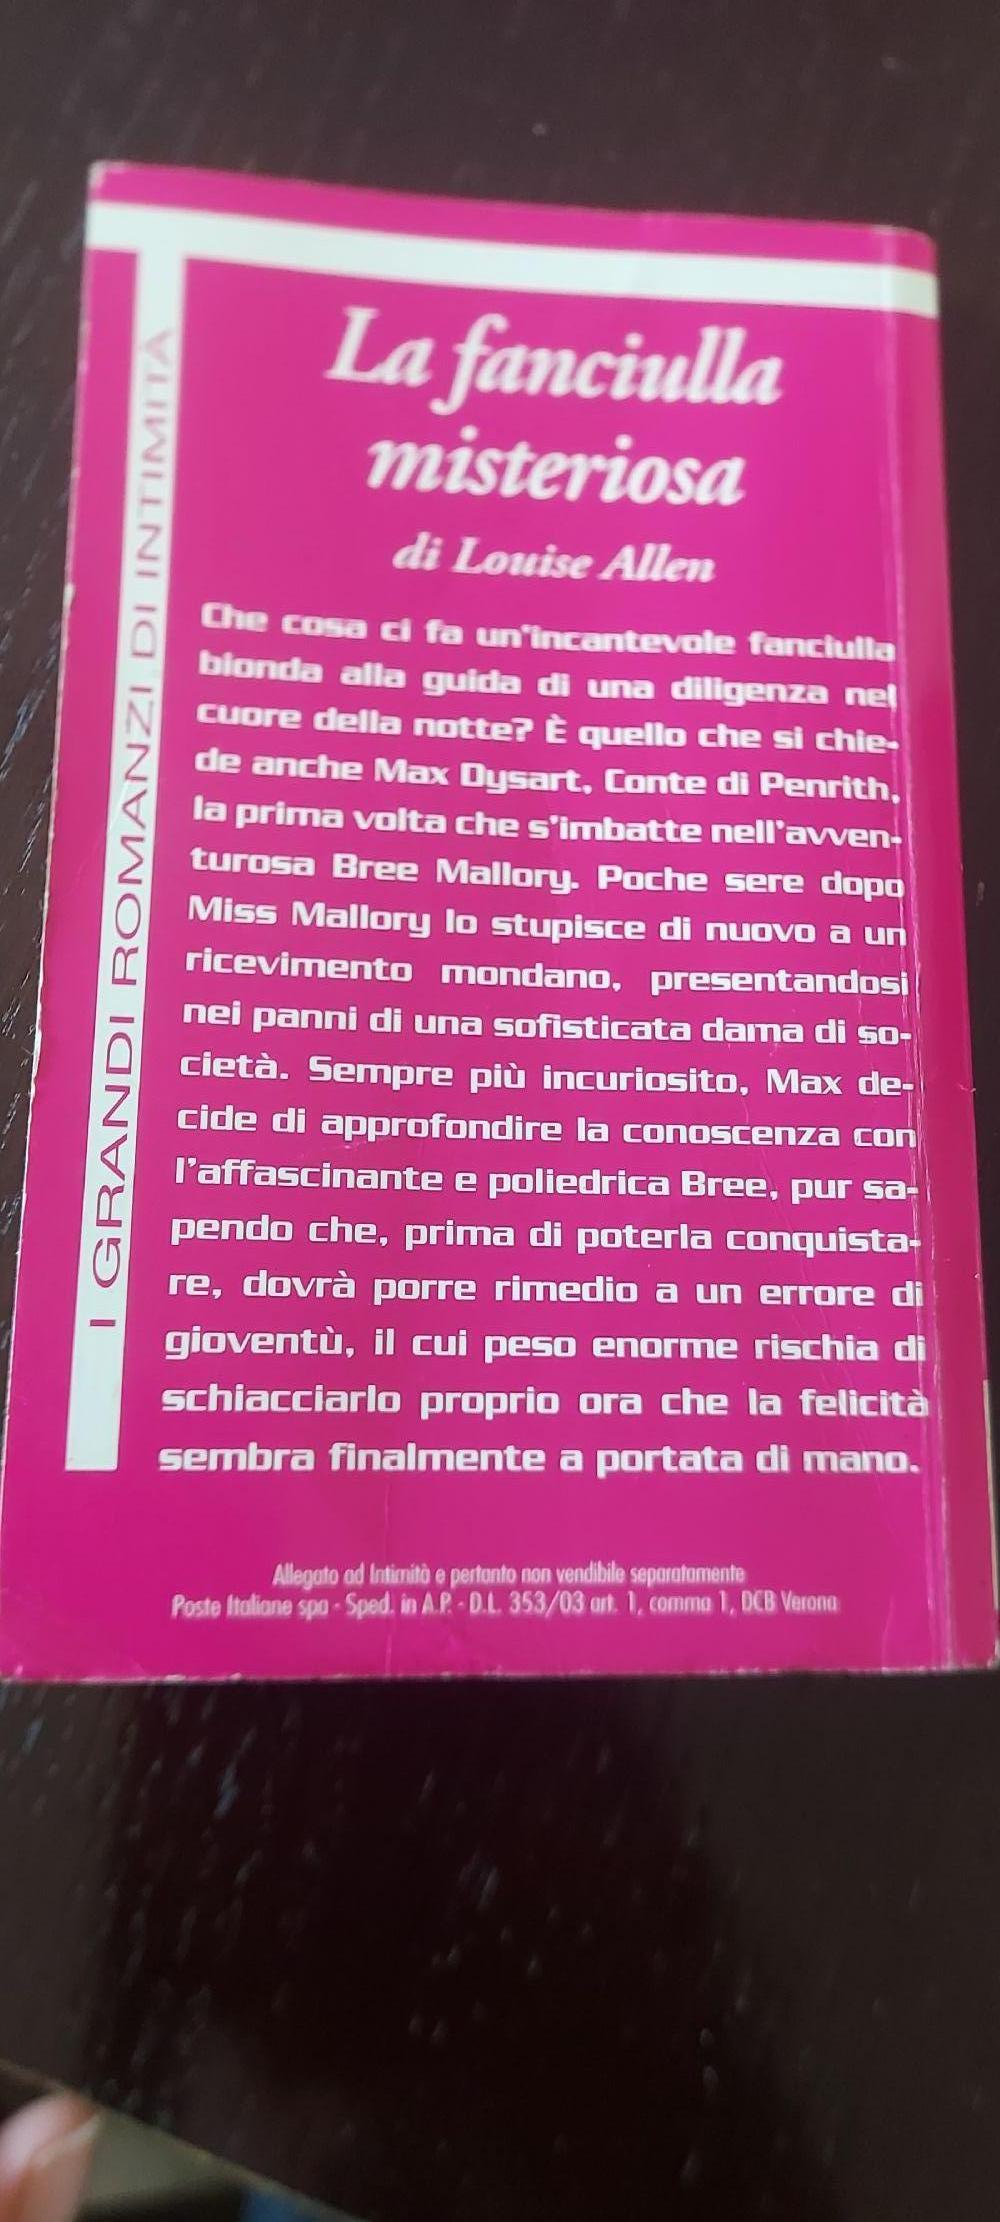 La fanciulla
misteriosa
di Louise Allen
Che cosa ci fa un'incantevole fanciulla
bionda alla guida di una diligenza nel
cuore della notte? È quello che si chie-
de anche Max Dysart, Conte di Penrith,
la prima volta che s'imbatte nell'avven-
turosa Bree Mallory. Poche sere dopo
Miss Mallory lo stupisce di nuovo a un
ricevimento mondano, presentandosi
nei panni di una sofisticata dama di so-
cietà. Sempre più incuriosito, Max de-
cide di approfondire la conoscenza con
l'affascinante e poliedrica Bree, pur sa-
pendo che, prima di poterla conquista-
re, dovrà porre rimedio a un errore di
gioventù, il cui peso enorme rischia di
schiacciarlo proprio ora che la felicità
sembra finalmente a portata di mano.
I GRANDI ROMANZI DI INTIMITÀ
Allegato ad Intimità e pertanto non vendibile separatamente
Poste Italiane spa - Sped. in A.P. - D.L. 353/03 art. 1, comma 1, DCB Verona